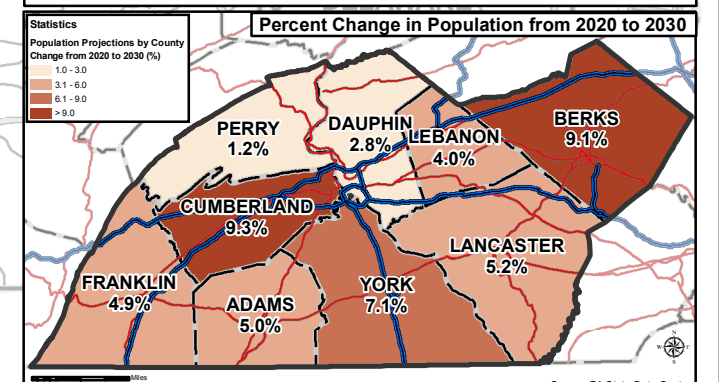 Percent Change in Population from 2020 to 2030
Statistics
Population Projections by County
Change from 2020 to 2030 (%)
1.0 - 3.0
3.1 - 6.0
6.1 - 9.0
> 9.0
PERRY
1.2%
DAUPHIN
2.8%
LEBANON
4.0%
BERKS
9.1%
CUMBERLAND
9.3%
LANCASTER
5.2%
FRANKLIN
4.9%
ADAMS
5.0%
YORK
7.1%
Miles
N
W
E
S